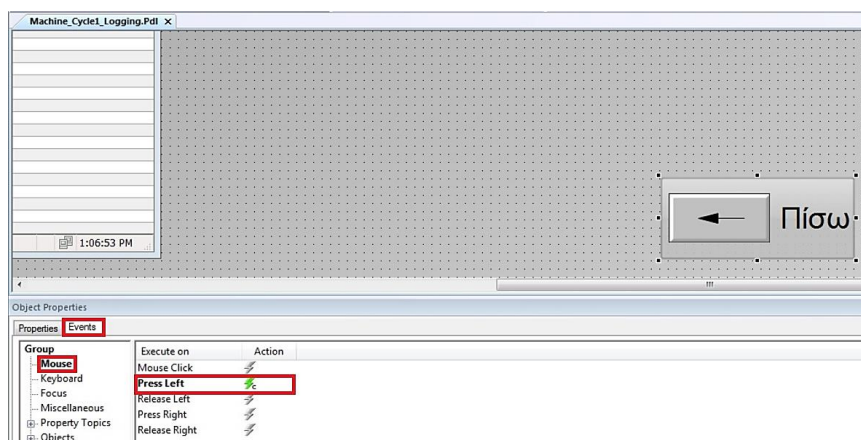 Machine_Cycle1_Logging.Pdl
Πίσω
1:06:53 PM
Object Properties
Properties
Events
Group
Mouse
Keyboard
Focus
Miscellaneous
Property Topics
Objects
Execute on
Action
Mouse Click
Press Left
Release Left
Press Right
Release Right